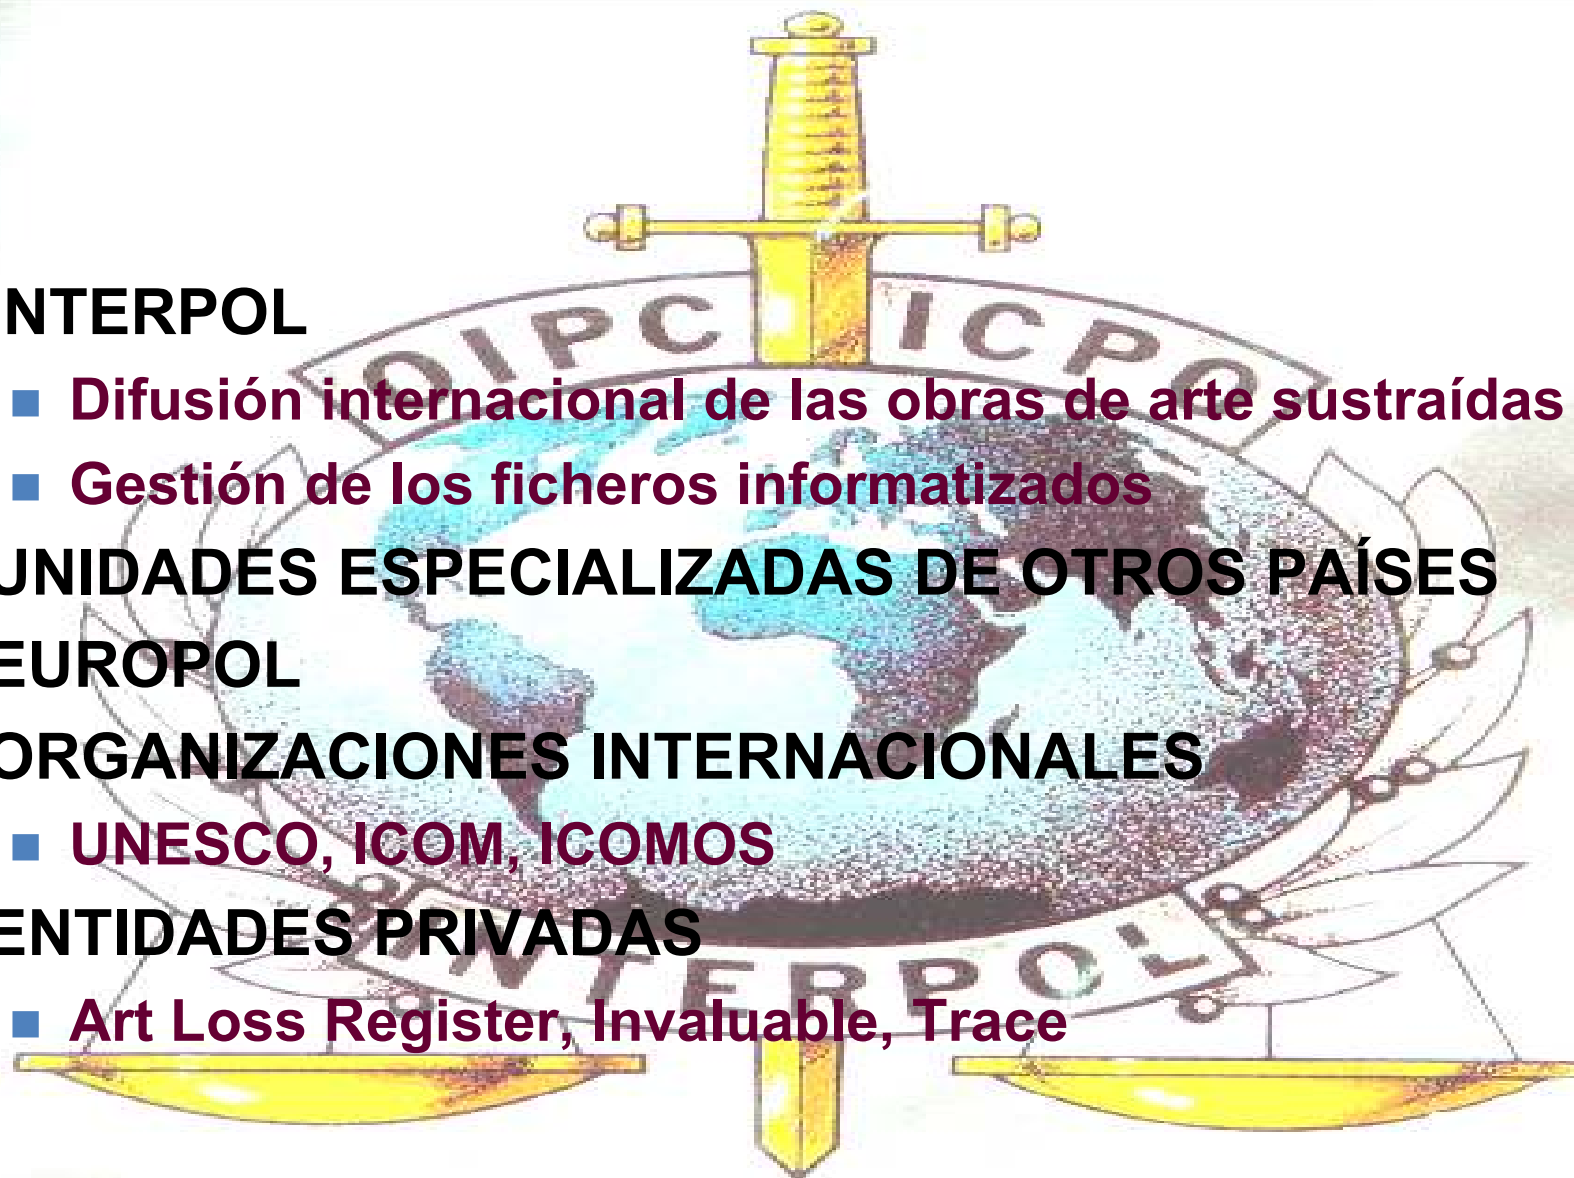 OIPC ICPO
NTERPOL
Difusión internacional de las obras de arte sustraídas
Gestión de los ficheros informatizados
UNIDADES ESPECIALIZADAS DE OTROS PAÍSES
EUROPOL
ORGANIZACIONES INTERNACIONALES
UNESCO, ICOM, ICOMOS
ENTIDADES PRIVADAS
INTERPOL
Art Loss Register, Invaluable, Trace